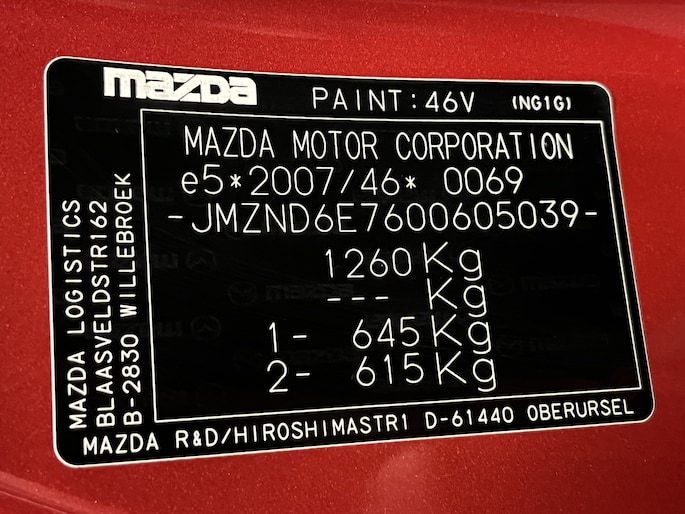 mazda PAINT:46V (NG1G)
MAZDA MOTOR CORPORATION
e5*2007/46* 0069
-JMZND6E7600605039-
1260Kg
--- Kg
1- 645Kg
2- 615Kg
MAZDA LOGISTICS
BLAASVELDSTR162
B-2830 WILLEBROEK
MAZDA R&D/HIROSHIMASTR1 D-61440 OBERURSEL